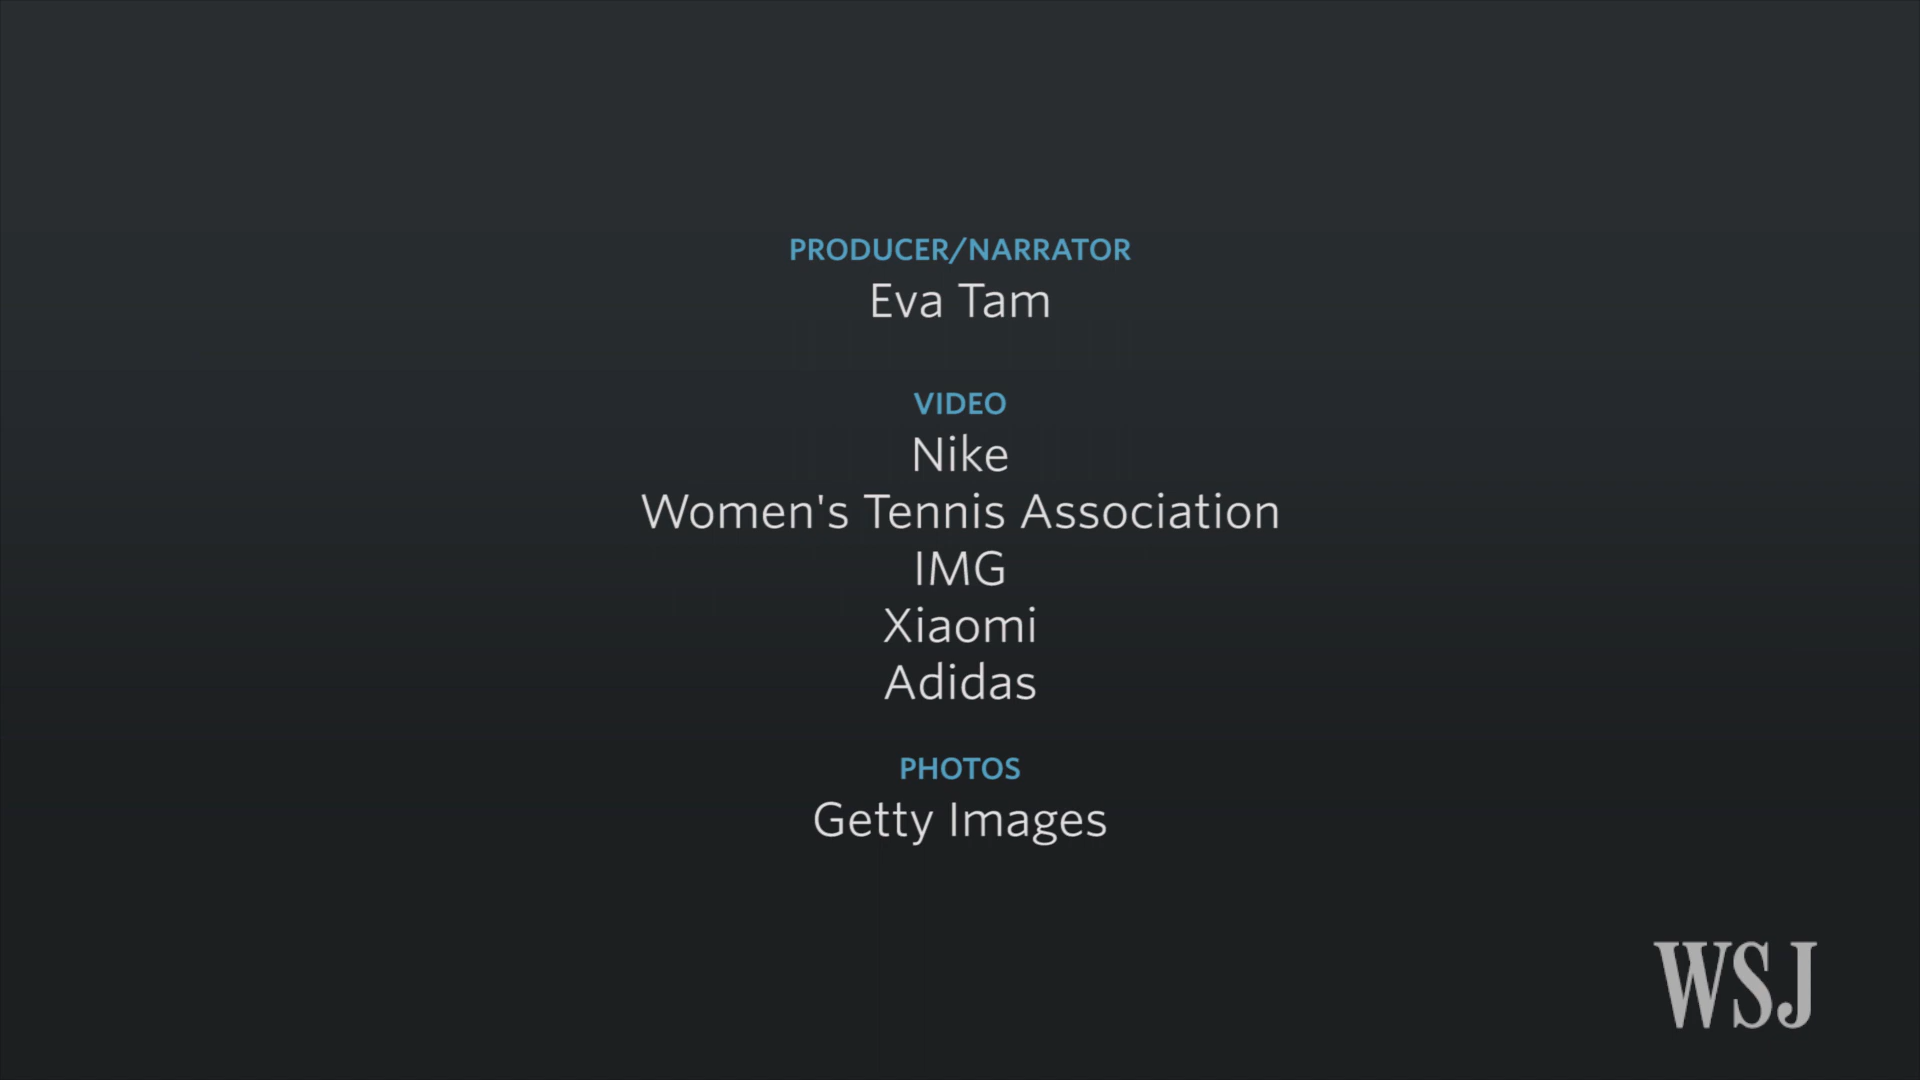 PRODUCER/NARRATOR
Eva Tam
VIDEO
Nike
Women's Tennis Association
IMG
Xiaomi
Adidas
PHOTOS
Getty Images
WSJ